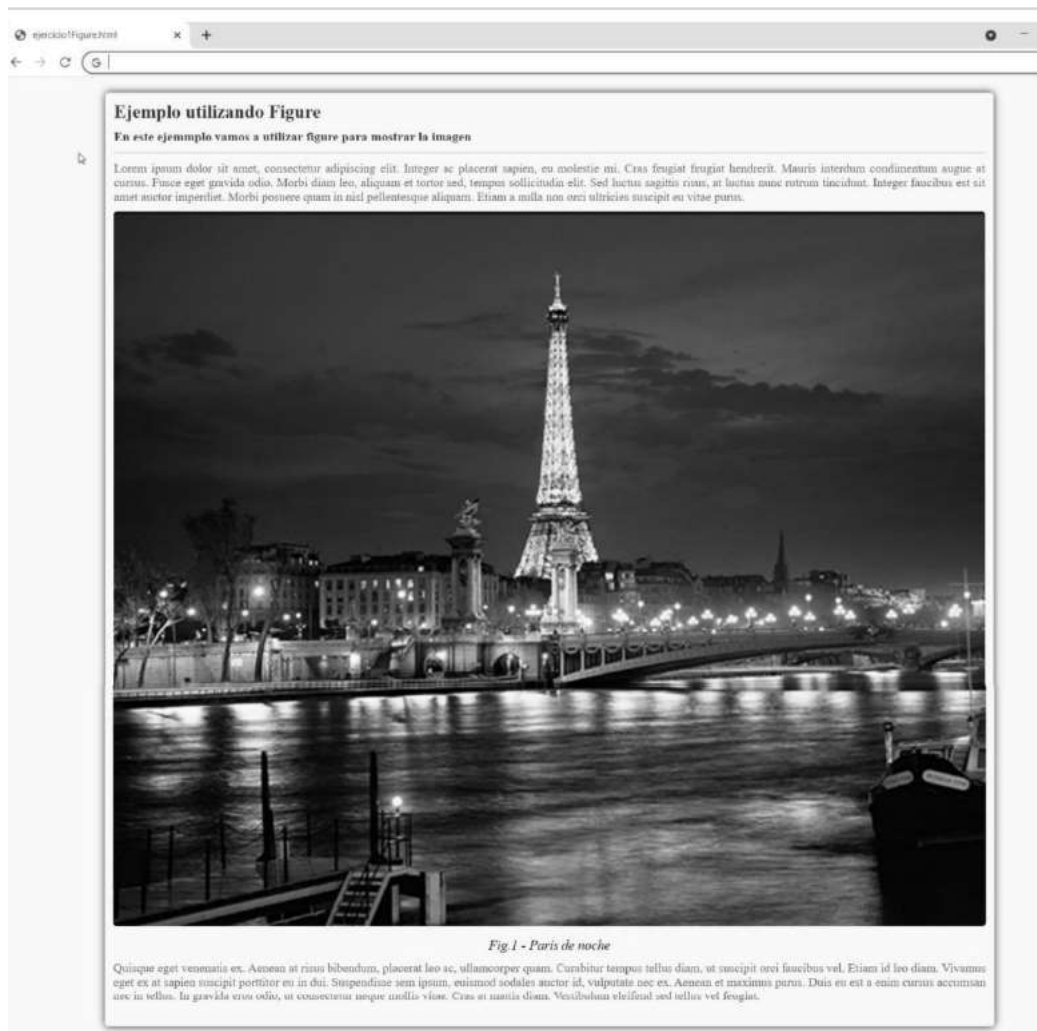 ejercicio1Figure.html
Ejemplo utilizando Figure
En este ejemmplo vamos a utilizar figure para mostrar la imagen
Lorem ipsum dolor sit amet, consectetur adipiscing elit. Integer ac placerat sapien, eu molestie mi. Cras feugiat feugiat hendrerit. Mauris interdum condimentum augue at
cursus. Fusce eget gravida odio. Morbi diam leo, aliquam et tortor sed, tempus sollicitudin elit. Sed luctus sagittis risus, at luctus nunc rutrum tincidunt. Integer faucibus est sit
amet auctor imperdiet. Morbi posuere quam in nisl pellentesque aliquam. Etiam a nulla non orci ultricies suscipit eu vitae purus.
Fig.1 - París de noche
Quisque eget venenatis ex. Aenean at risus bibendum, placerat leo ac, ullamcorper quam. Curabitur tempus tellus diam, ut suscipit orci faucibus vel. Etiam id leo diam. Vivamus
eget ex at sapien suscipit porttitor eu in dui. Suspendisse sem ipsum, euismod sodales auctor id, vulputate nec ex. Aenean et maximus purus. Duis eu est a enim cursus accumsan
nec in tellus. In gravida eros odio, ut consectetur neque mollis vitae. Cras at mattis diam. Vestibulum eleifend sed tellus vel feugiat.